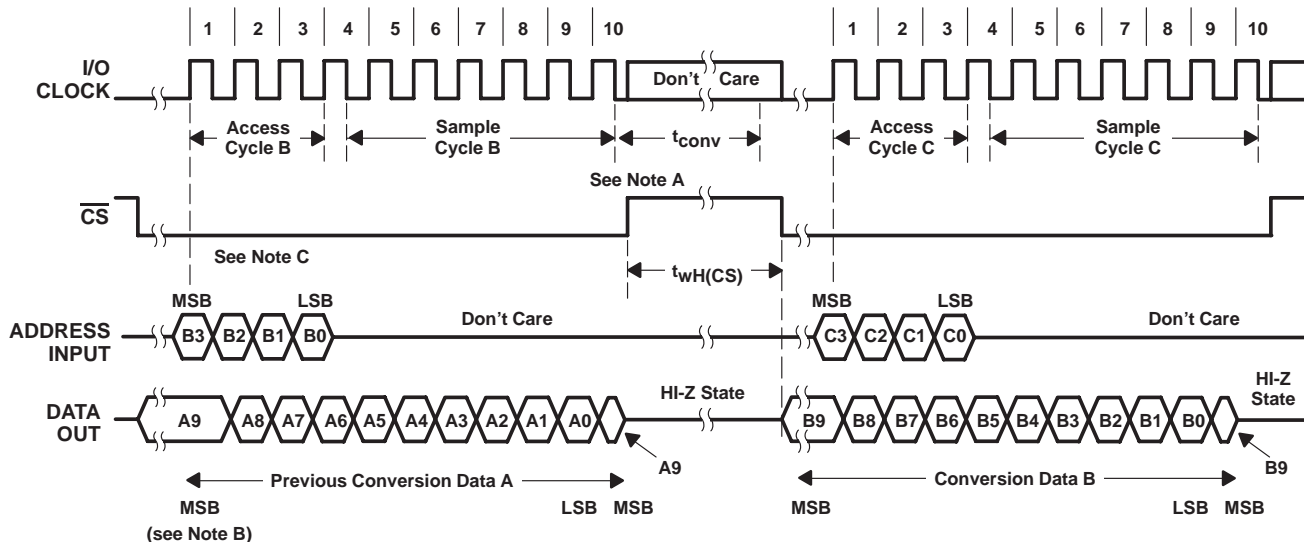 1 2 3 4 5 6 7 8 9 10 1 2 3 4 5 6 7 8 9 10
I/O
CLOCK
Don't Care
Access
Cycle B
Sample
Cycle B
tconv
Access
Cycle C
Sample
Cycle C
See Note A
CS
See Note C
twH(CS)
MSB LSB MSB LSB
ADDRESS
INPUT
B3 B2 B1 B0 Don't Care C3 C2 C1 C0 Don't Care
HI-Z State
HI-Z
State
DATA
OUT
A9 A8 A7 A6 A5 A4 A3 A2 A1 A0 B9 B8 B7 B6 B5 B4 B3 B2 B1 B0
A9 B9
Previous Conversion Data A Conversion Data B
MSB LSB MSB MSB LSB MSB
(see Note B)